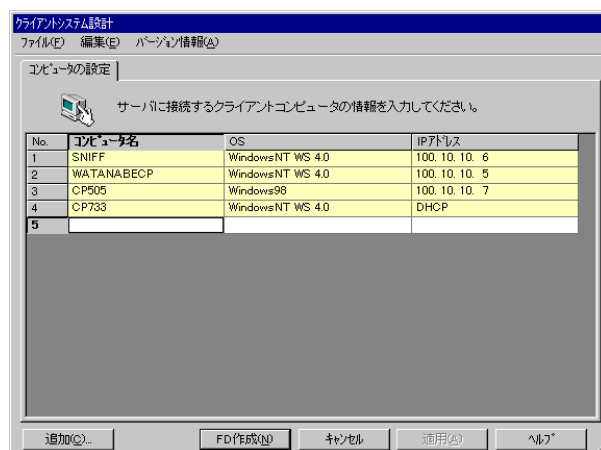 クライアントシステム設計
ファイル(F) 編集(E) バージョン情報(A)
コンピュータの設定
サーバに接続するクライアントコンピュータの情報を入力してください。
No. コンピュータ名 OS IPアドレス
1 SNIFF WindowsNT WS 4.0 100. 10. 10. 6
2 WATANABECP WindowsNT WS 4.0 100. 10. 10. 5
3 CP505 Windows98 100. 10. 10. 7
4 CP733 WindowsNT WS 4.0 DHCP
5
追加(C)... FD作成(N) キャンセル 適用(A) ヘルプ